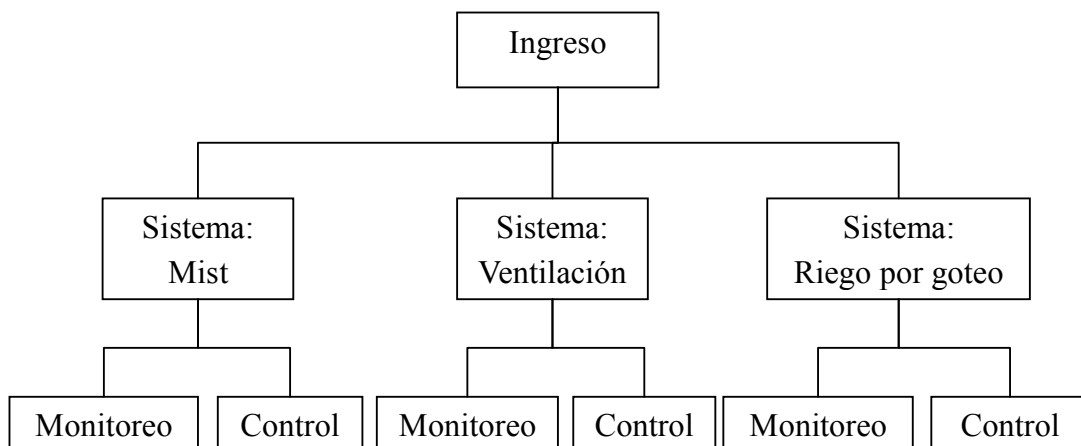 Ingreso
Sistema:
Mist
Sistema:
Ventilación
Sistema:
Riego por goteo
Monitoreo
Control
Monitoreo
Control
Monitoreo
Control